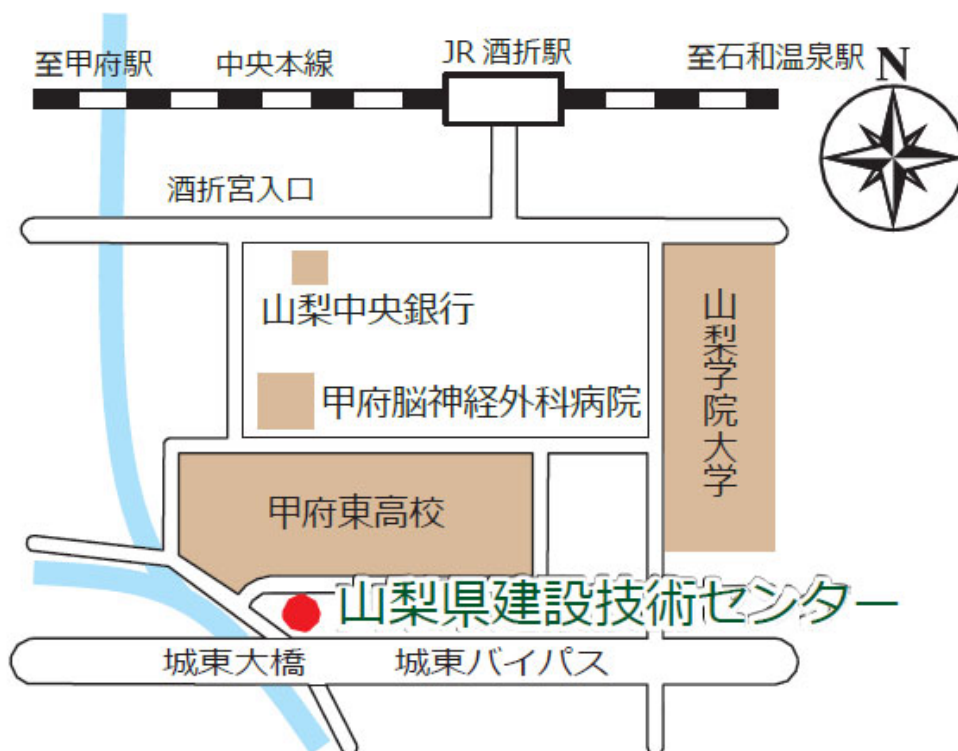 至甲府駅
中央本線
JR 酒折駅
至石和温泉駅
N
酒折宮入口
山梨中央銀行
甲府脳神経外科病院
山梨学院大学
甲府東高校
山梨県建設技術センター
城東大橋
城東バイパス